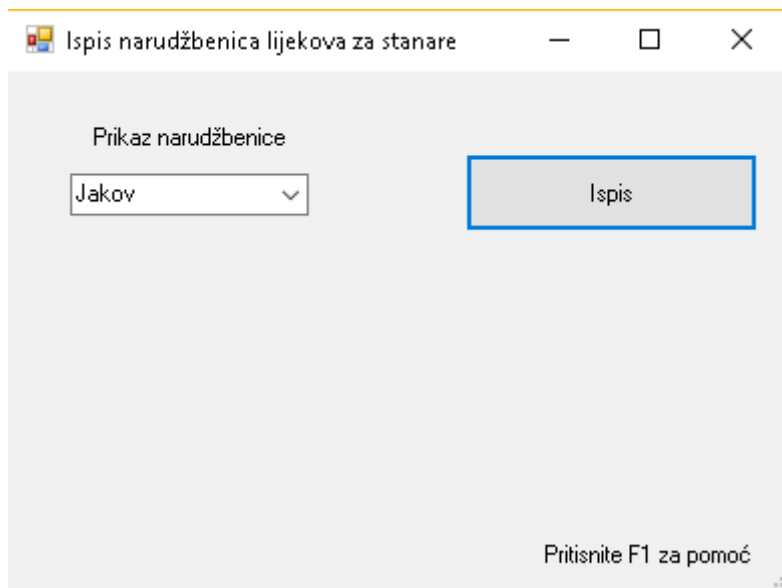 Ispis narudžbenica lijekova za stanare
Prikaz narudžbenice
Jakov
Ispis
Pritisnite F1 za pomoć